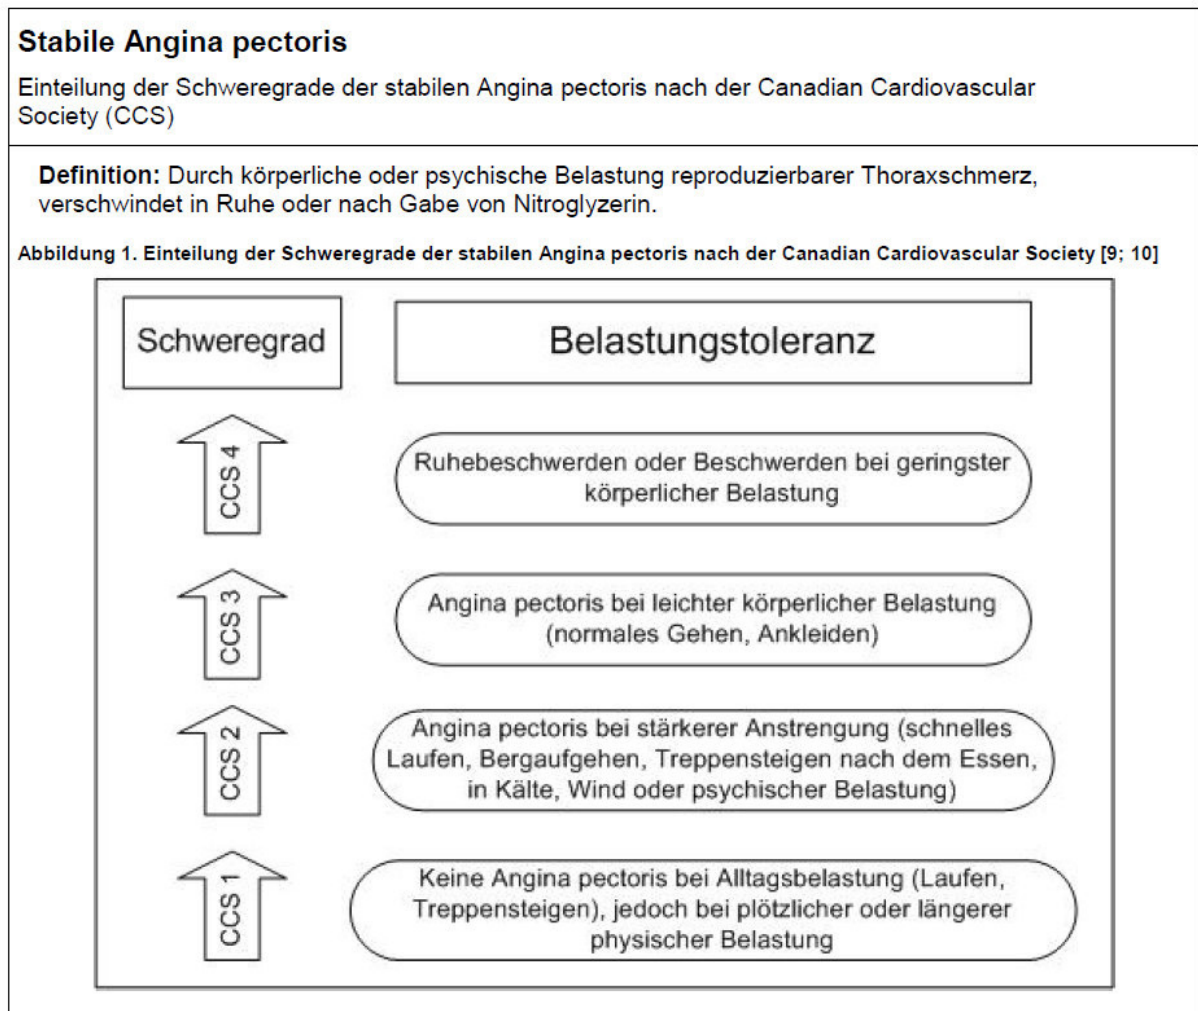 Stabile Angina pectoris
Einteilung der Schweregrade der stabilen Angina pectoris nach der Canadian Cardiovascular
Society (CCS)
Definition: Durch körperliche oder psychische Belastung reproduzierbarer Thoraxschmerz,
verschwindet in Ruhe oder nach Gabe von Nitroglyzerin.
Abbildung 1. Einteilung der Schweregrade der stabilen Angina pectoris nach der Canadian Cardiovascular Society [9; 10]
Schweregrad
Belastungstoleranz
CCS 4
Ruhebeschwerden oder Beschwerden bei geringster
körperlicher Belastung
CCS 3
Angina pectoris bei leichter körperlicher Belastung
(normales Gehen, Ankleiden)
CCS 2
Angina pectoris bei stärkerer Anstrengung (schnelles
Laufen, Bergaufgehen, Treppensteigen nach dem Essen,
in Kälte, Wind oder psychischer Belastung)
CCS 1
Keine Angina pectoris bei Alltagsbelastung (Laufen,
Treppensteigen), jedoch bei plötzlicher oder längerer
physischer Belastung